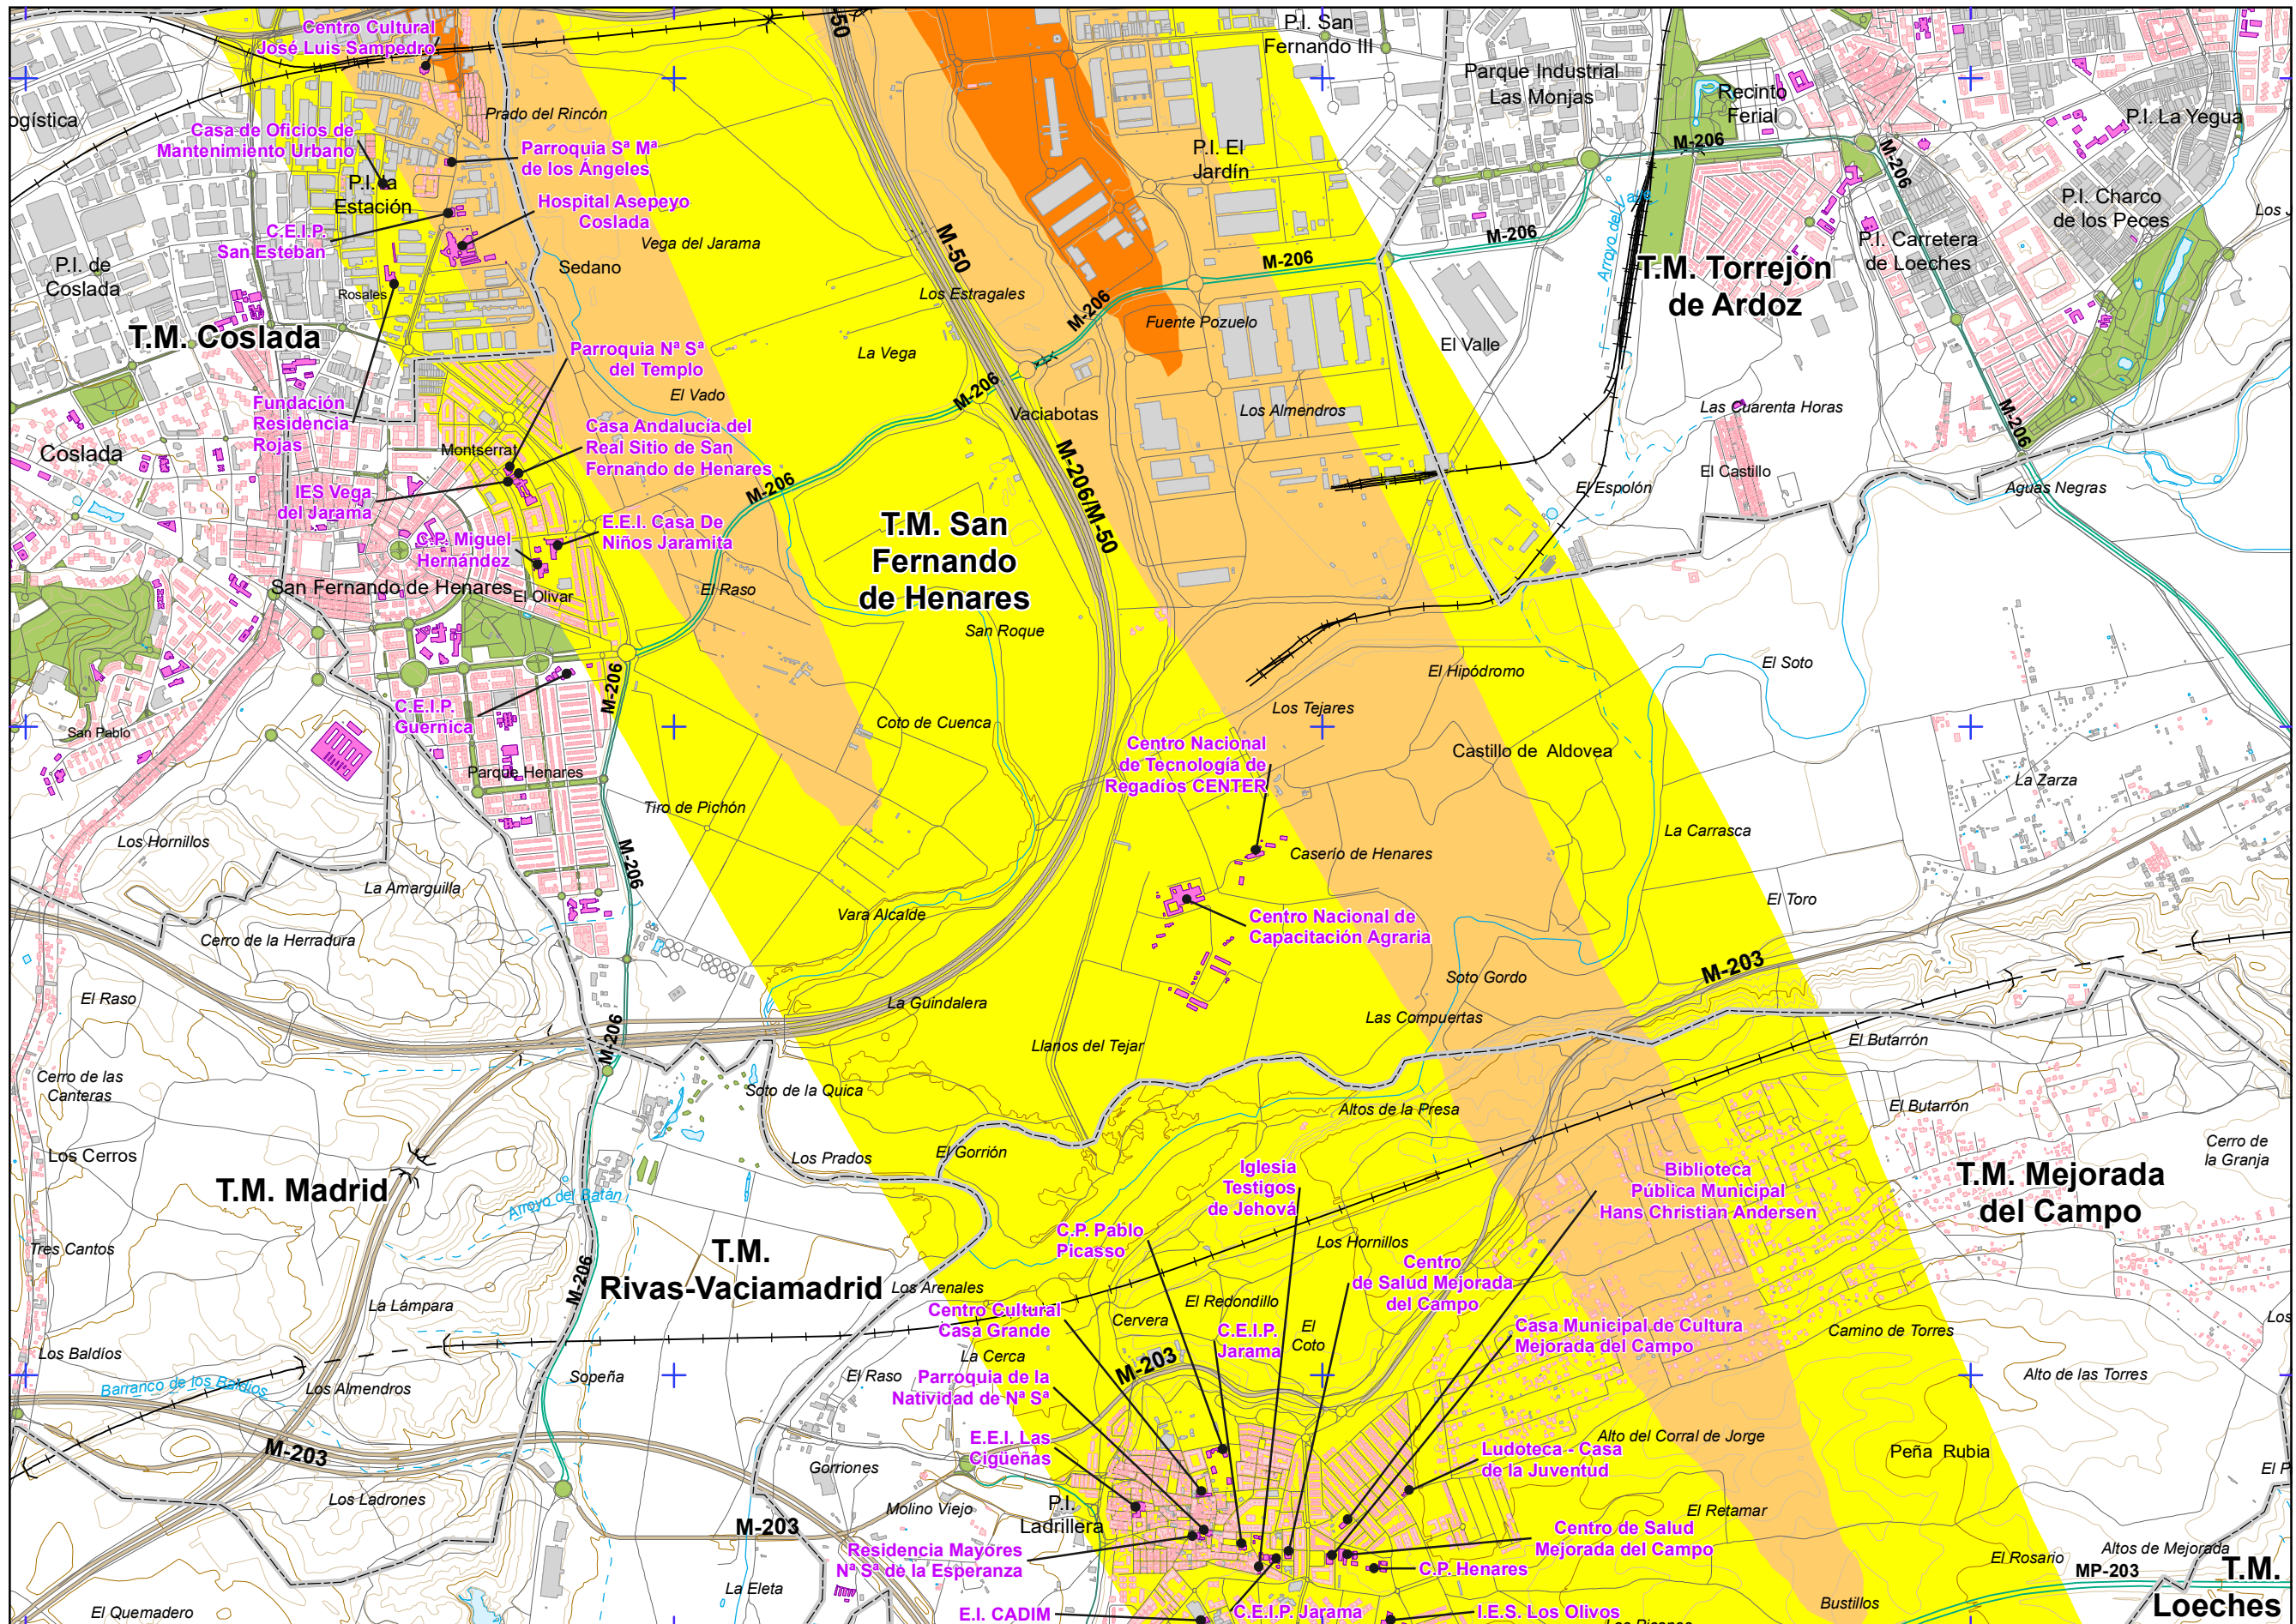 Centro Cultural
José Luis Sampedro
-50
P.I. San
Fernando III
Parque Industrial
Las Monjas
Recinto
Ferial
P.I. La Yegua
ogística
Prado del Rincón
Casa de Oficios de
Mantenimiento Urbano
Parroquia Sª Mª
de los Ángeles
P.I. El
Jardín
M-206
M-206
P.I. la
Estación
Hospital Asepeyo
Coslada
C.E.I.P.
San Esteban
Vega del Jarama
M-50
M-206
M-206
P.I. Charco
de los Peces
Los
P.I. de
Coslada
Sedano
Rosales
Los Estragales
M-206
Fuente Pozuelo
P.I. Carretera
de Loeches
T.M. Torrejón
de Ardoz
T.M. Coslada
Parroquia Nª Sª
del Templo
La Vega
El Valle
El Vado
M-206
Vaciabotas
Los Almendros
Las Cuarenta Horas
M-206
Fundación
Residencia
Rojas
Casa Andalucía del
Real Sitio de San
Fernando de Henares
Coslada
Montserrat
M-206
M-206/M-50
El Castillo
El Espolón
Aguas Negras
IES Vega
del Jarama
E.E.I. Casa De
Niños Jaramita
C.P. Miguel
Hernández
T.M. San
Fernando
de Henares
San Fernando de Henares
El Olivar
El Raso
San Roque
El Hipódromo
El Soto
M-206
C.E.I.P.
Guernica
Los Tejares
San Pablo
Coto de Cuenca
Centro Nacional
de Tecnología de
Regadíos CENTER
Castillo de Aldovea
Parque Henares
La Zarza
Tiro de Pichón
Los Hornillos
La Carrasca
M-206
Caserío de Henares
La Amarguilla
El Toro
Vara Alcalde
Centro Nacional de
Capacitación Agraria
Cerro de la Herradura
M-203
Soto Gordo
El Raso
La Guindalera
Las Compuertas
M-206
Llanos del Tejar
El Butarrón
Cerro de las
Canteras
Soto de la Quica
Altos de la Presa
El Butarrón
Los Cerros
Los Prados
El Gorrión
Cerro de
la Granja
T.M. Madrid
Arroyo del Batán
Iglesia
Testigos
de Jehová
Biblioteca
Pública Municipal
Hans Christian Andersen
T.M. Mejorada
del Campo
C.P. Pablo
Picasso
Tres Cantos
T.M.
Rivas-Vaciamadrid
Los Hornillos
Centro
de Salud Mejorada
del Campo
M-206
Los Arenales
La Lámpara
Centro Cultural
Casa Grande
El Redondillo
Cervera
El
Coto
C.E.I.P.
Jarama
Casa Municipal de Cultura
Mejorada del Campo
Camino de Torres
Los
Los Baldíos
La Cerca
Parroquia de la
Natividad de Nª Sª
M-203
Barranco de los Baldíos
Los Almendros
Sopeña
El Raso
Alto de las Torres
M-203
E.E.I. Las
Cigüeñas
Alto del Corral de Jorge
Ludoteca - Casa
de la Juventud
Peña Rubia
Gorriones
El P
Los Ladrones
Molino Viejo
P.I.
Ladrillera
El Retamar
M-203
Centro de Salud
Mejorada del Campo
Residencia Mayores
Nª Sª de la Esperanza
El Rosario
Altos de Mejorada
C.P. Henares
MP-203
T.M.
Loeches
La Eleta
El Quemadero
E.I. CADIM
C.E.I.P. Jarama
I.E.S. Los Olivos
Bustillos